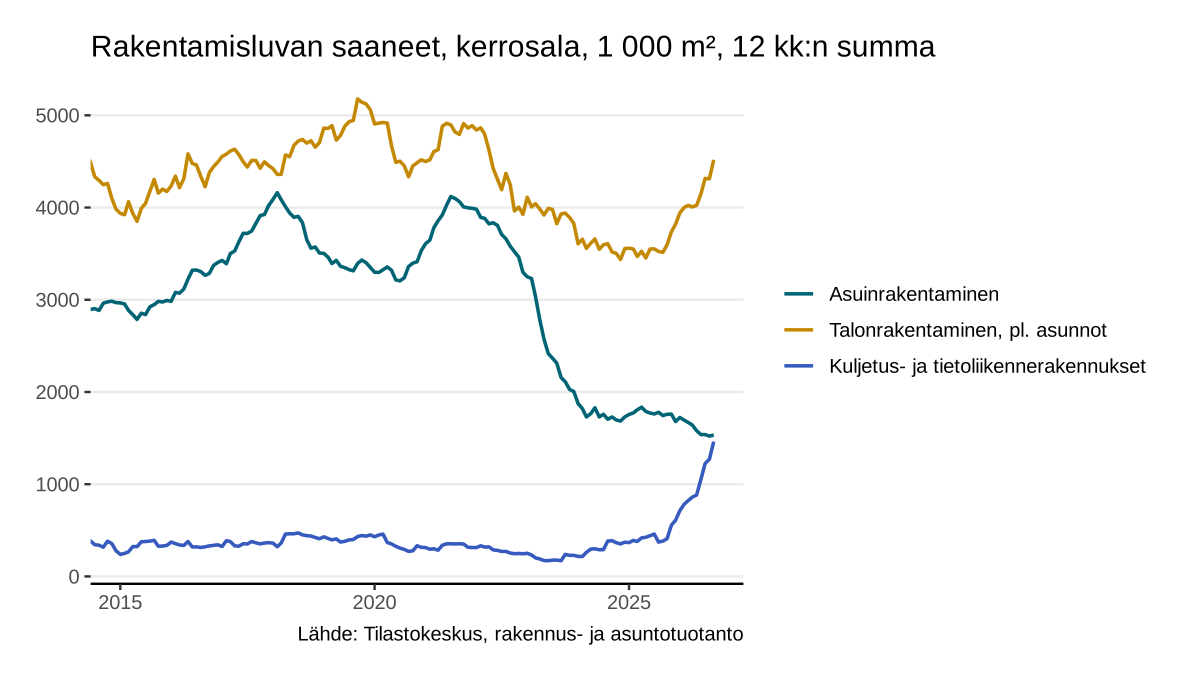 Rakentamisluvan saaneet, kerrosala, 1 000 m², 12 kk:n summa
5000
4000
3000
2000
1000
0
2015 2020 2025
Asuinrakentaminen
Talonrakentaminen, pl. asunnot
Kuljetus- ja tietoliikennerakennukset
Lähde: Tilastokeskus, rakennus- ja asuntotuotanto